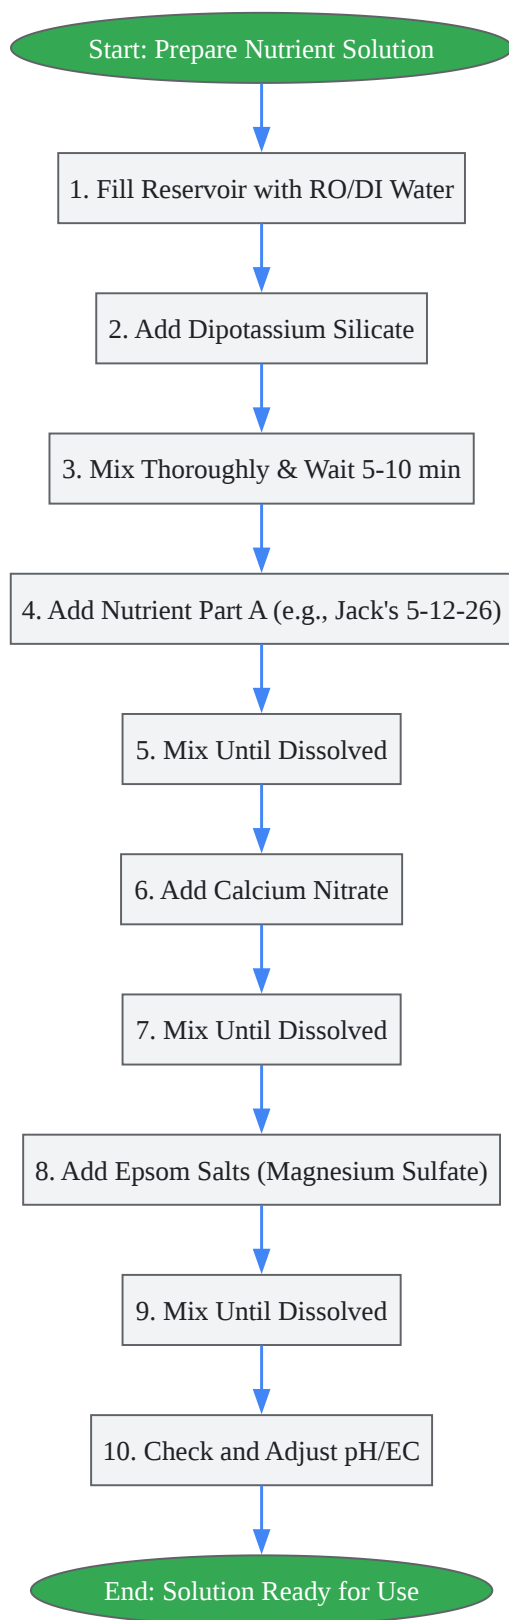 Start: Prepare Nutrient Solution
1. Fill Reservoir with RO/DI Water
2. Add Dipotassium Silicate
3. Mix Thoroughly & Wait 5-10 min
4. Add Nutrient Part A (e.g., Jack's 5-12-26)
5. Mix Until Dissolved
6. Add Calcium Nitrate
7. Mix Until Dissolved
8. Add Epsom Salts (Magnesium Sulfate)
9. Mix Until Dissolved
10. Check and Adjust pH/EC
End: Solution Ready for Use